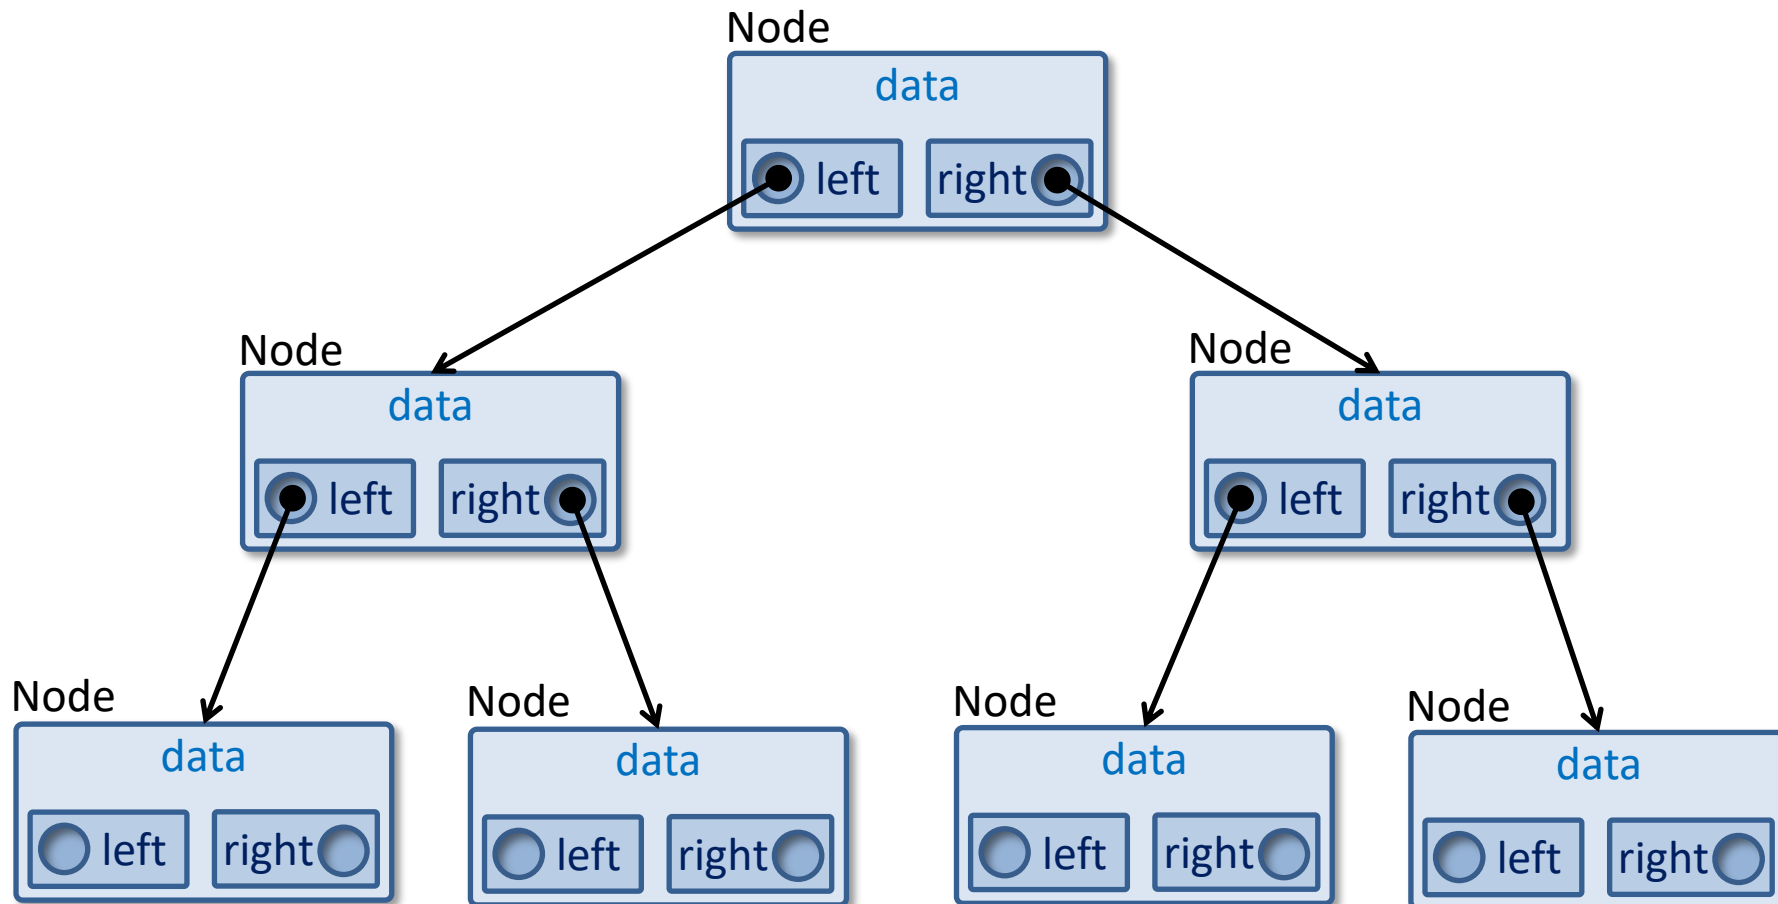 Node
data
left right
Node Node
data data
left right left right
Node Node Node Node
data data data data
left right left right left right left right